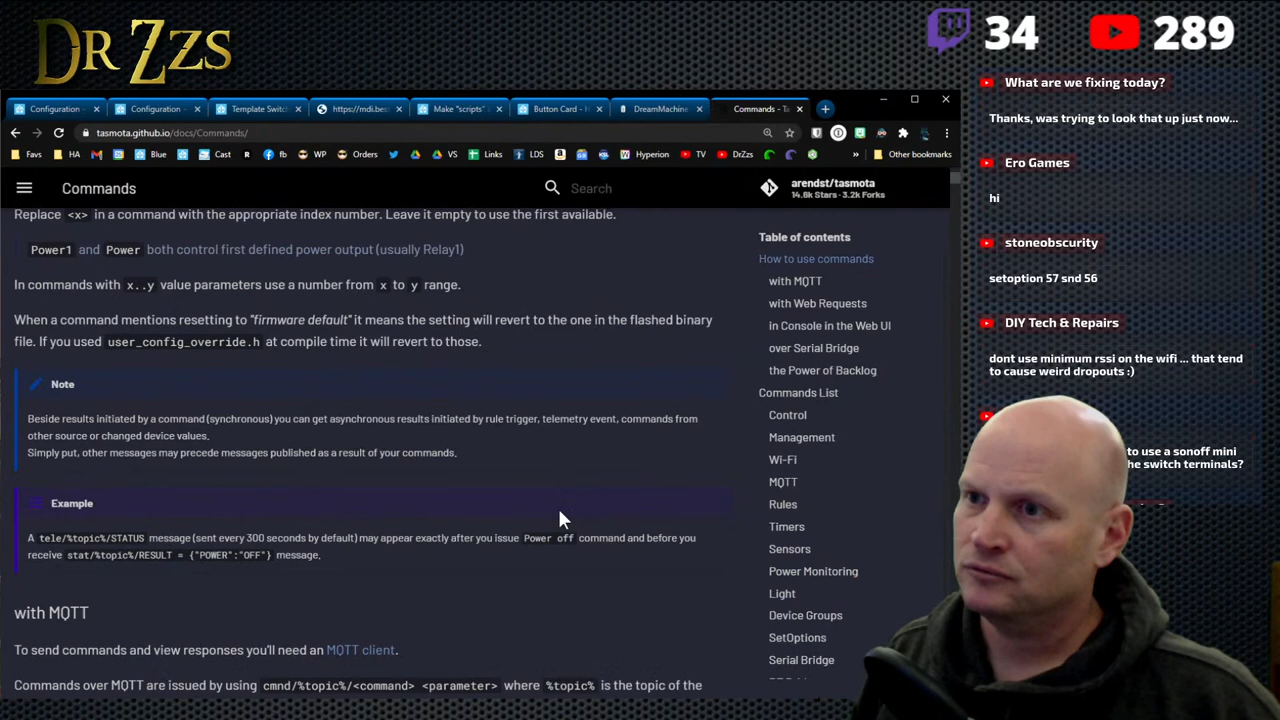 DR ZZS
34
289
Configuration -
Configuration -
Template Switc
https://mdi.bes
Make "scripts"
Button Card - H
DreamMachine
Commands - Ta
tasmota.github.io/docs/Commands/
Favs
HA
Blue
Cast
fb
WP
Orders
VS
Links
LDS
Hyperion
TV
DrZzs
Other bookmarks
Commands
Search
arendst/tasmota
14.6k Stars · 3.2k Forks
Replace <x> in a command with the appropriate index number. Leave it empty to use the first available.
Power1 and Power both control first defined power output (usually Relay1)
In commands with x..y value parameters use a number from x to y range.
When a command mentions resetting to "firmware default" it means the setting will revert to the one in the flashed binary
file. If you used user_config_override.h at compile time it will revert to those.
Note
Beside results initiated by a command (synchronous) you can get asynchronous results initiated by rule trigger, telemetry event, commands from
other source or changed device values.
Simply put, other messages may precede messages published as a result of your commands.
Example
A tele/%topic%/STATUS message (sent every 300 seconds by default) may appear exactly after you issue Power off command and before you
receive stat/%topic%/RESULT = {"POWER":"OFF"} message.
with MQTT
To send commands and view responses you'll need an MQTT client.
Commands over MQTT are issued by using cmnd/%topic%/<command> <parameter> where %topic% is the topic of the
Table of contents
How to use commands
with MQTT
with Web Requests
in Console in the Web UI
over Serial Bridge
the Power of Backlog
Commands List
Control
Management
Wi-Fi
MQTT
Rules
Timers
Sensors
Power Monitoring
Light
Device Groups
SetOptions
Serial Bridge
What are we fixing today?
Thanks, was trying to look that up just now...
Ero Games
hi
stoneobscurity
setoption 57 snd 56
DIY Tech & Repairs
dont use minimum rssi on the wifi ... that tend
to cause weird dropouts :)
to use a sonoff mini
he switch terminals?